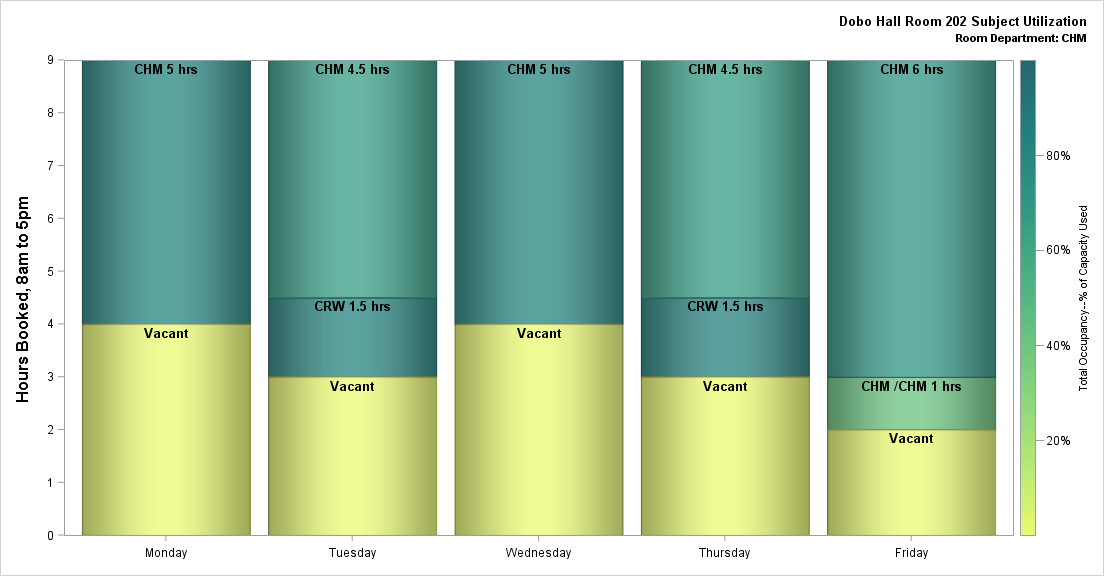 Dobo Hall Room 202 Subject Utilization
Room Department: CHM
Hours Booked, 8am to 5pm
9
8
7
6
5
4
3
2
1
0
CHM 5 hrs
Vacant
CHM 4.5 hrs
CRW 1.5 hrs
Vacant
CHM 5 hrs
Vacant
CHM 4.5 hrs
CRW 1.5 hrs
Vacant
CHM 6 hrs
CHM /CHM 1 hrs
Vacant
Monday
Tuesday
Wednesday
Thursday
Friday
80%
60%
40%
20%
Total Occupancy--% of Capacity Used